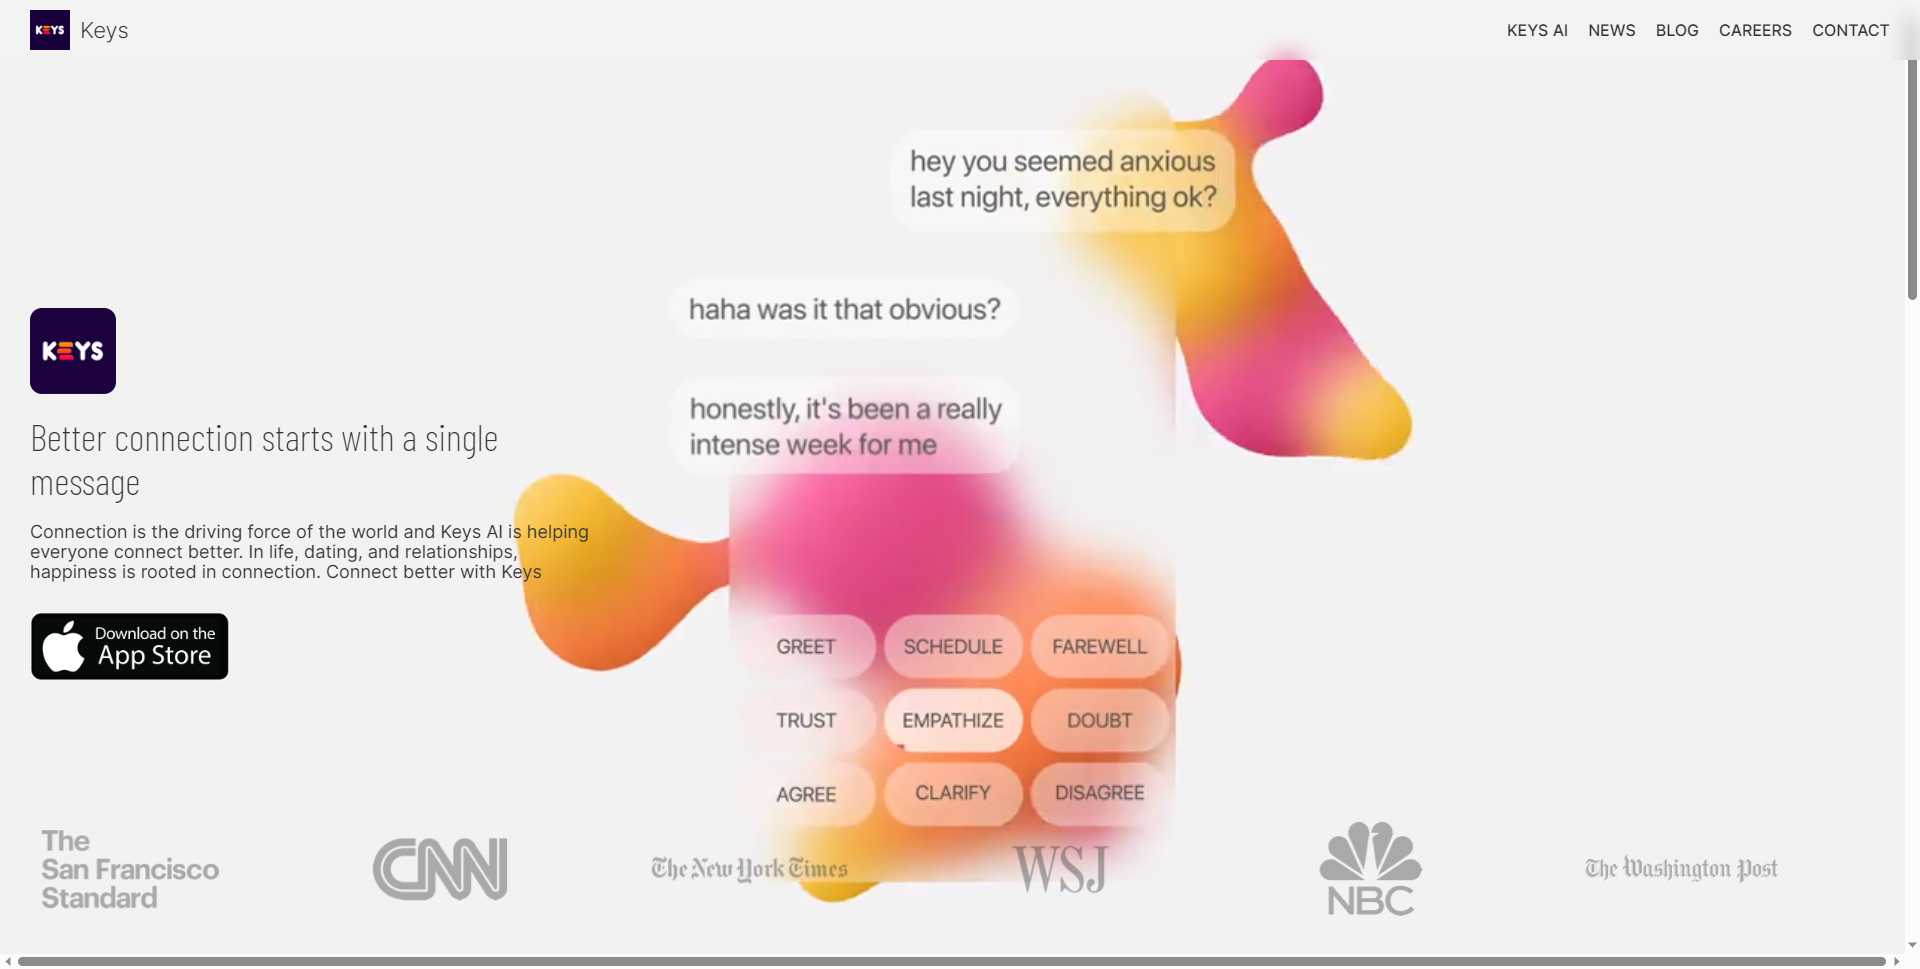 KEYS
Keys
KEYS AI
NEWS
BLOG
CAREERS
CONTACT
hey you seemed anxious
last night, everything ok?
haha was it that obvious?
honestly, it's been a really
intense week for me
KEYS
Better connection starts with a single
message
Connection is the driving force of the world and Keys AI is helping
everyone connect better. In life, dating, and relationships,
happiness is rooted in connection. Connect better with Keys
Download on the
App Store
GREET
SCHEDULE
FAREWELL
TRUST
EMPATHIZE
DOUBT
AGREE
CLARIFY
DISAGREE
The
San Francisco
Standard
CNN
The New York Times
WSJ
NBC
The Washington Post